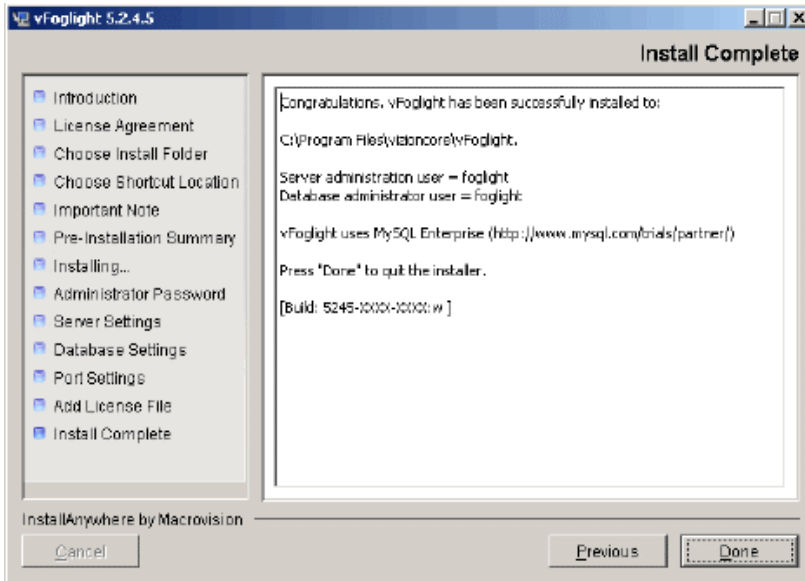 vFoglight 5.2.4.5
Install Complete
Introduction
License Agreement
Choose Install Folder
Choose Shortcut Location
Important Note
Pre-Installation Summary
Installing...
Administrator Password
Server Settings
Database Settings
Port Settings
Add License File
Install Complete
Congratulations. vFoglight has been successfully installed to:
C:\Program Files\vizioncore\vFoglight.
Server administration user = foglight
Database administrator user = foglight
vFoglight uses MySQL Enterprise (http://www.mysql.com/trials/partner/)
Press "Done" to quit the installer.
[Build: 5245-XXXX-XXXX:w ]
InstallAnywhere by Macrovision
Cancel
Previous
Done